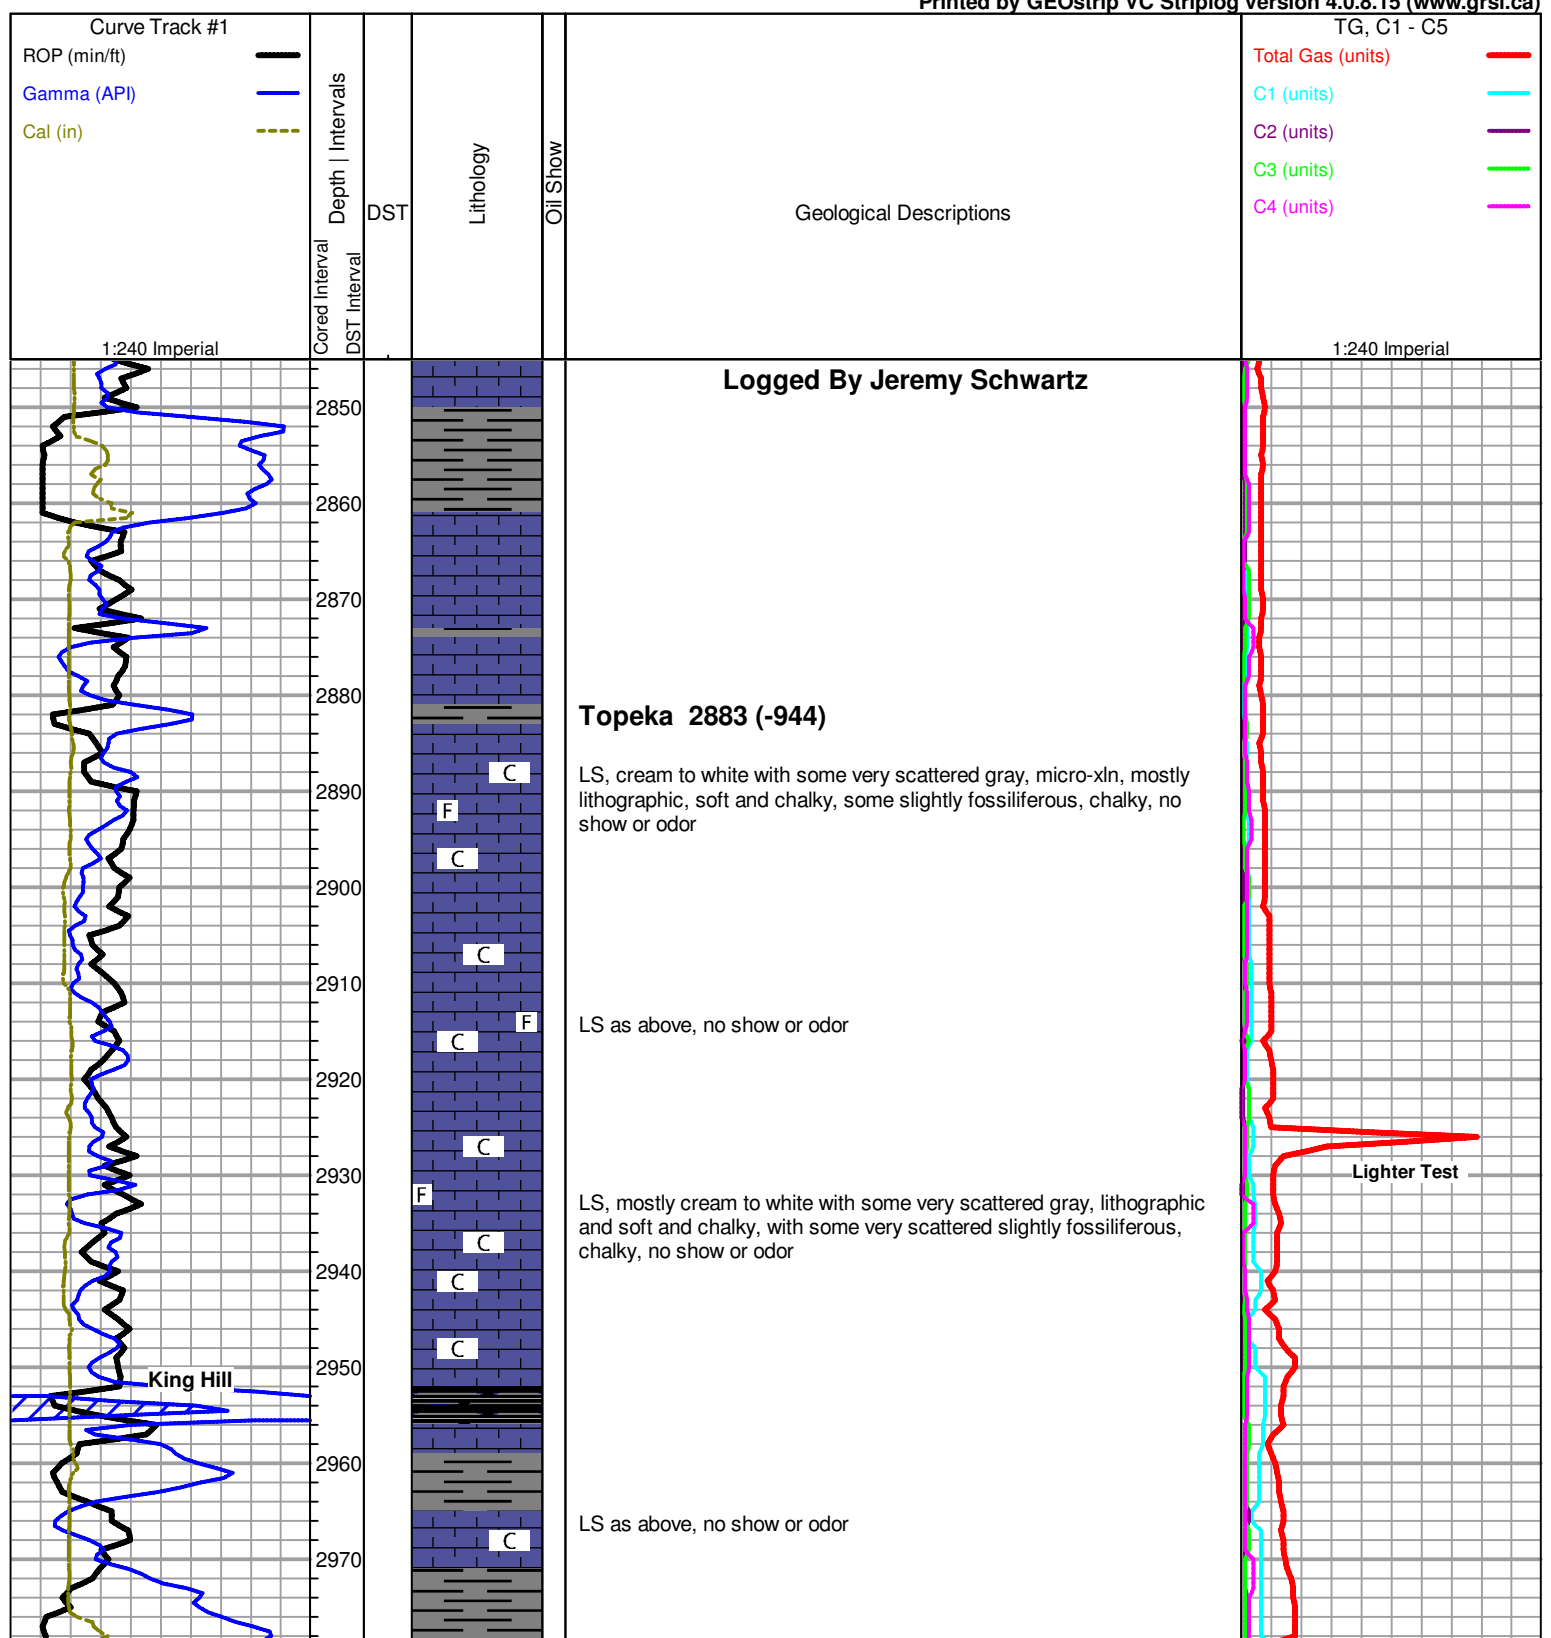 Printed by GEOstrip VC Striplog version 4.0.8.15 (www.grsi.ca)
Curve Track #1
ROP (min/ft)
Gamma (API)
Cal (in)
1:240 Imperial
Depth | Intervals
Cored Interval
DST Interval
DST
Lithology
Oil Show
Geological Descriptions
TG, C1 - C5
Total Gas (units)
C1 (units)
C2 (units)
C3 (units)
C4 (units)
1:240 Imperial
Logged By Jeremy Schwartz
2850
2860
2870
2880
Topeka 2883 (-944)
C
LS, cream to white with some very scattered gray, micro-xln, mostly
lithographic, soft and chalky, some slightly fossiliferous, chalky, no
show or odor
2890
F
C
2900
C
2910
F
LS as above, no show or odor
C
2920
C
2930
Lighter Test
F
LS, mostly cream to white with some very scattered gray, lithographic
and soft and chalky, with some very scattered slightly fossiliferous,
chalky, no show or odor
C
2940
C
C
2950
King Hill
2960
LS as above, no show or odor
C
2970